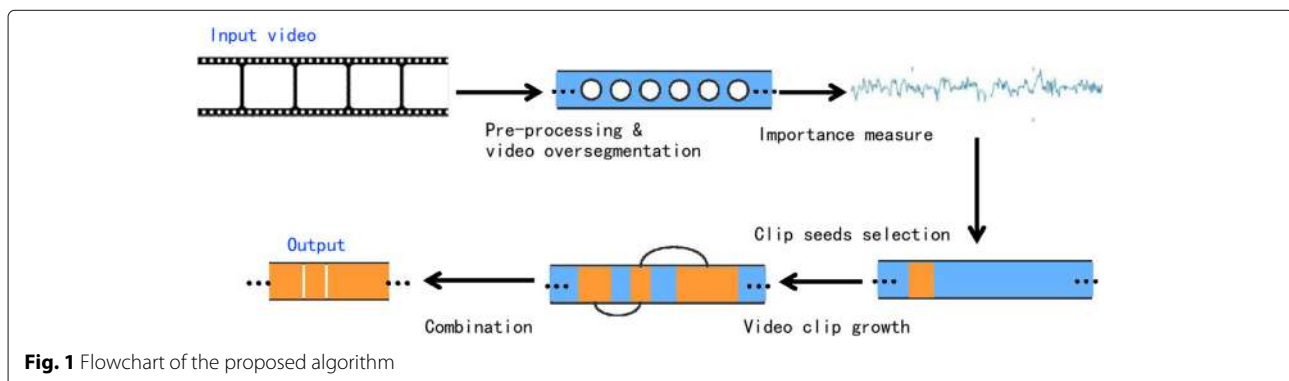 Input video
Pre-processing &
video oversegmentation
Importance measure
Clip seeds selection
Output
Combination
Video clip growth
Fig. 1 Flowchart of the proposed algorithm